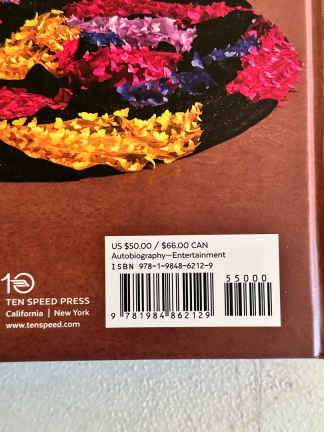 US $50.00 / $66.00 CAN
Autobiography—Entertainment
ISBN 978-1-9848-6212-9
55000
9 781984 862129
10
TEN SPEED PRESS
California | New York
www.tenspeed.com